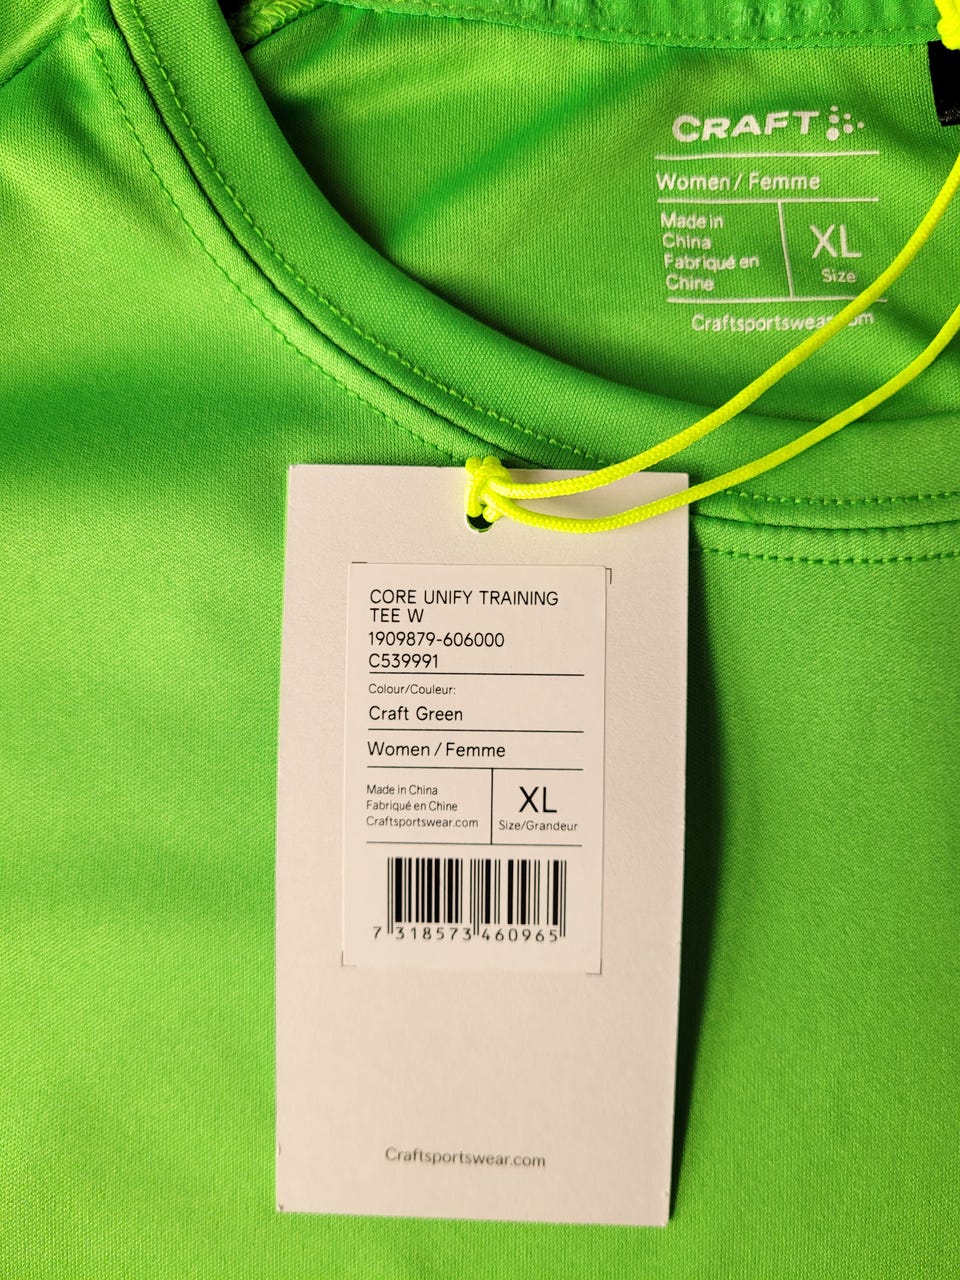 CRAFT
Women / Femme
Made in
China
Fabriqué en
Chine
XL
Size
CORE UNIFY TRAINING
TEE W
1909879-606000
C539991
Colour/Couleur:
Craft Green
Women / Femme
Made in China
Fabriqué en Chine
Craftsportswear.com
XL
Size/Grandeur
7 318573 460965
Craftsportswear.com